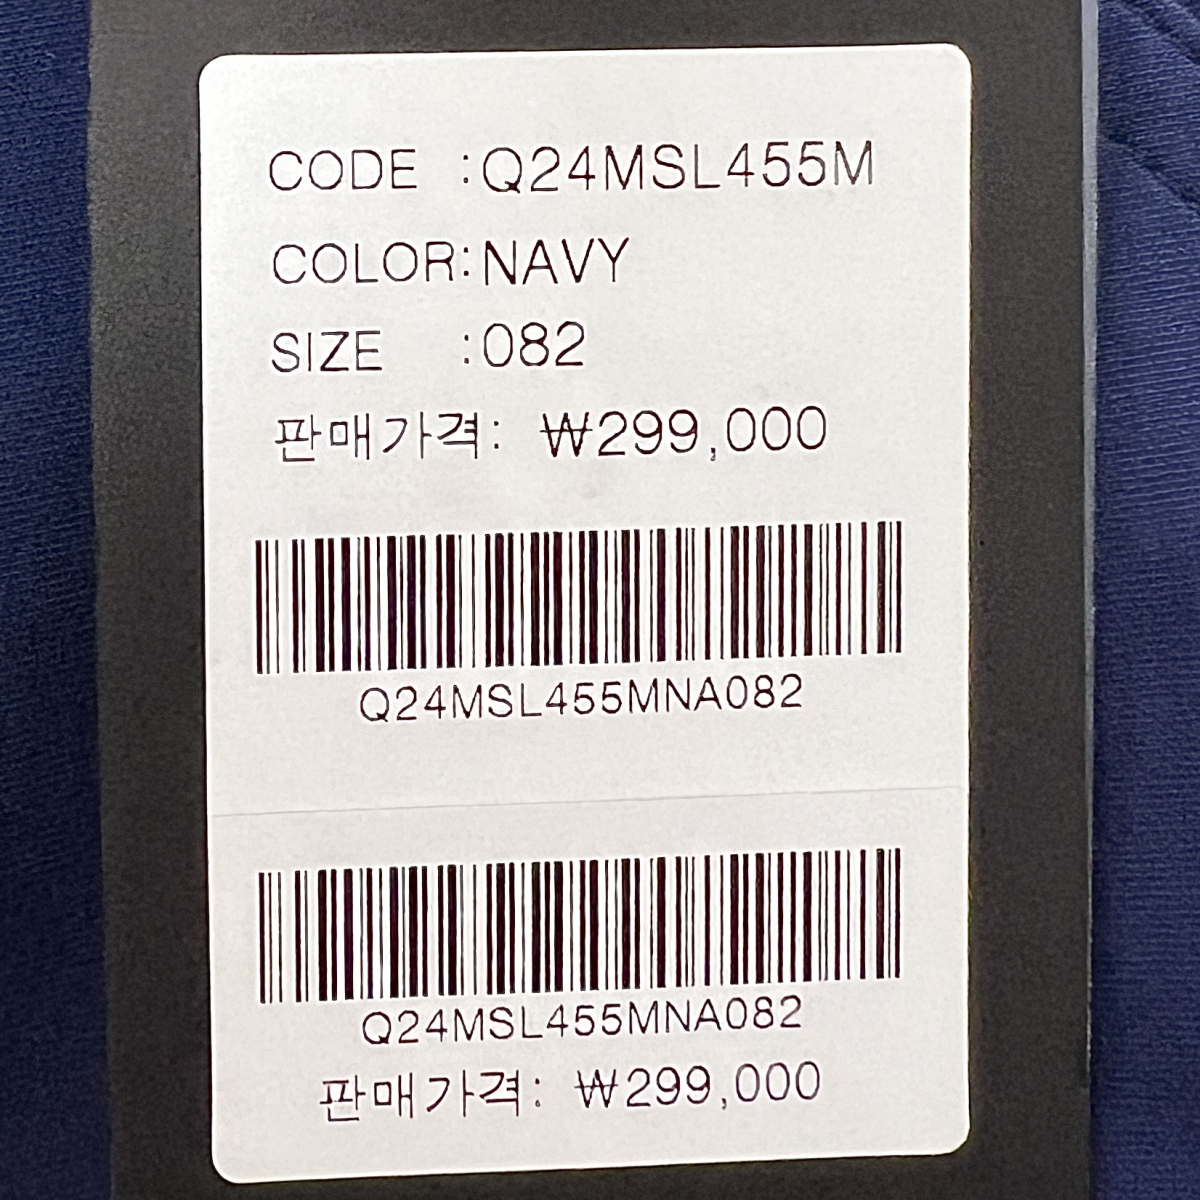 CODE :Q24MSL455M
COLOR:NAVY
SIZE :082
판매가격: ₩299,000
Q24MSL455MNA082
Q24MSL455MNA082
판매가격: ₩299,000